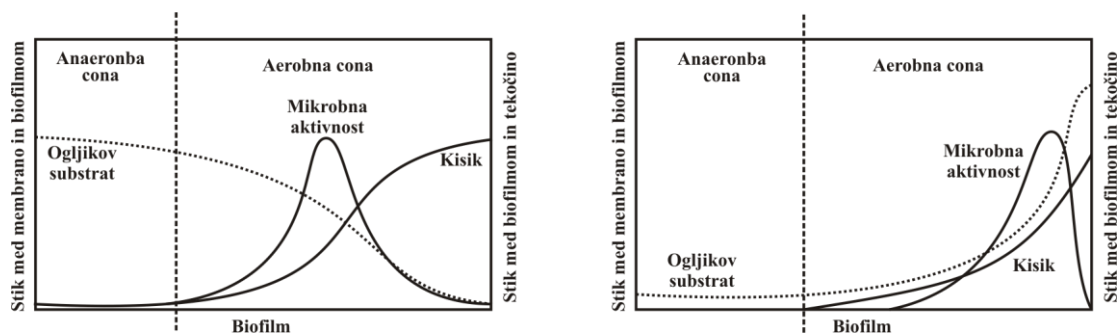 Stik med membrano in biofilmom
Anaeronba
cona
Aerobna cona
Mikrobna
aktivnost
Ogljikov
substrat
Kisik
Stik med biofilmom in tekočino
Biofilm
Stik med membrano in biofilmom
Anaeronba
cona
Aerobna cona
Mikrobna
aktivnost
Ogljikov
substrat
Kisik
Stik med biofilmom in tekočino
Biofilm